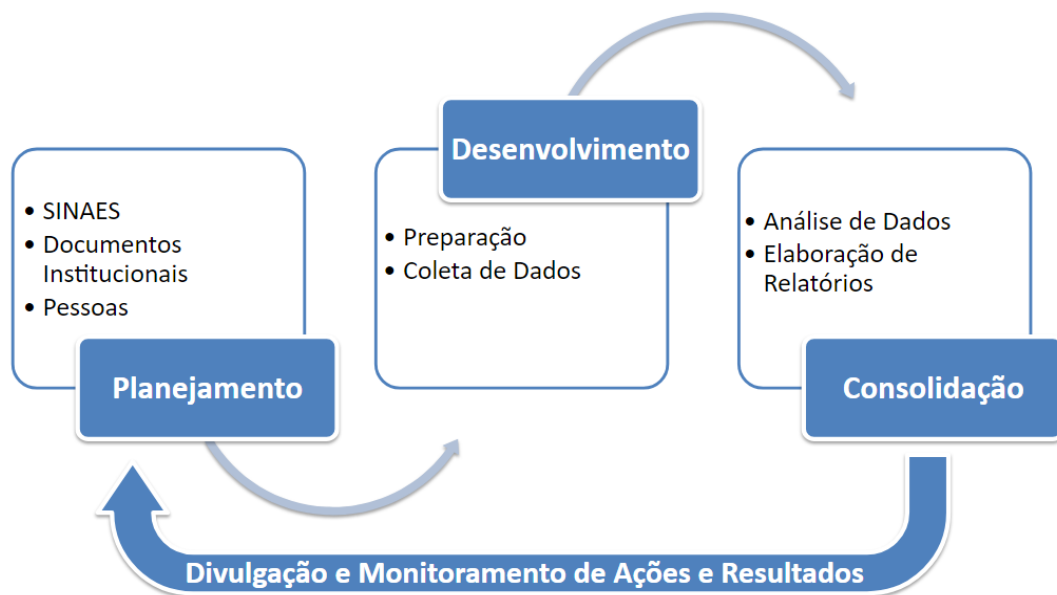 • SINAES
• Documentos
Institucionais
• Pessoas
Planejamento
Desenvolvimento
• Preparação
• Coleta de Dados
• Análise de Dados
• Elaboração de
Relatórios
Consolidação
Divulgação e Monitoramento de Ações e Resultados